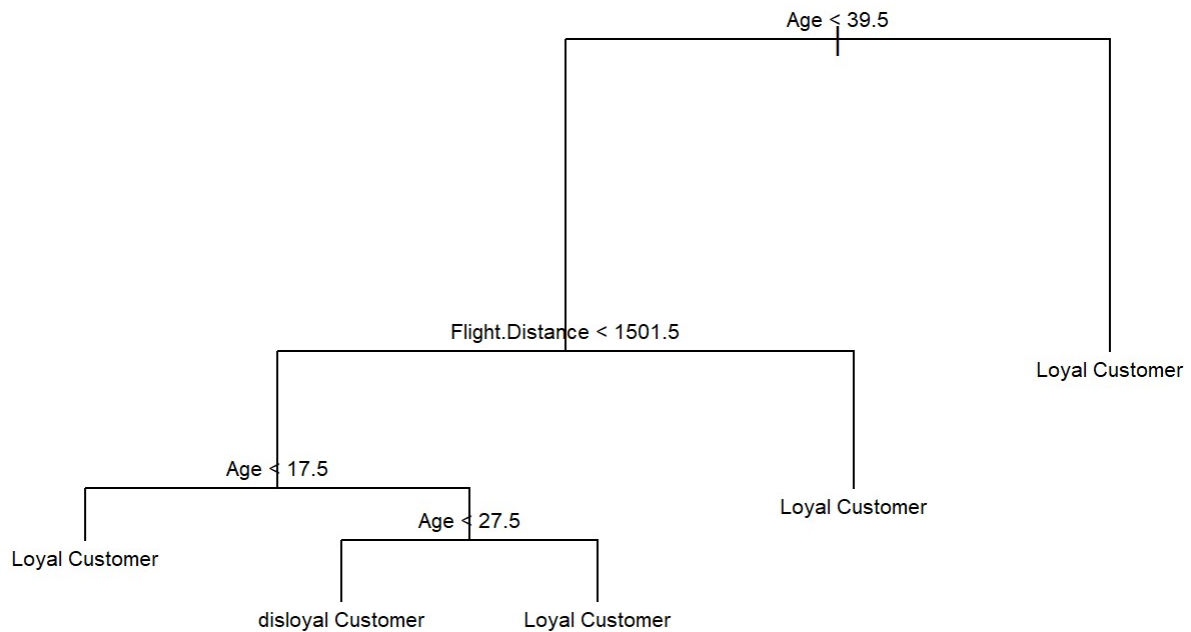 Age < 39.5
Flight.Distance < 1501.5
Loyal Customer
Age < 17.5
Loyal Customer
Age < 27.5
Loyal Customer
disloyal Customer
Loyal Customer